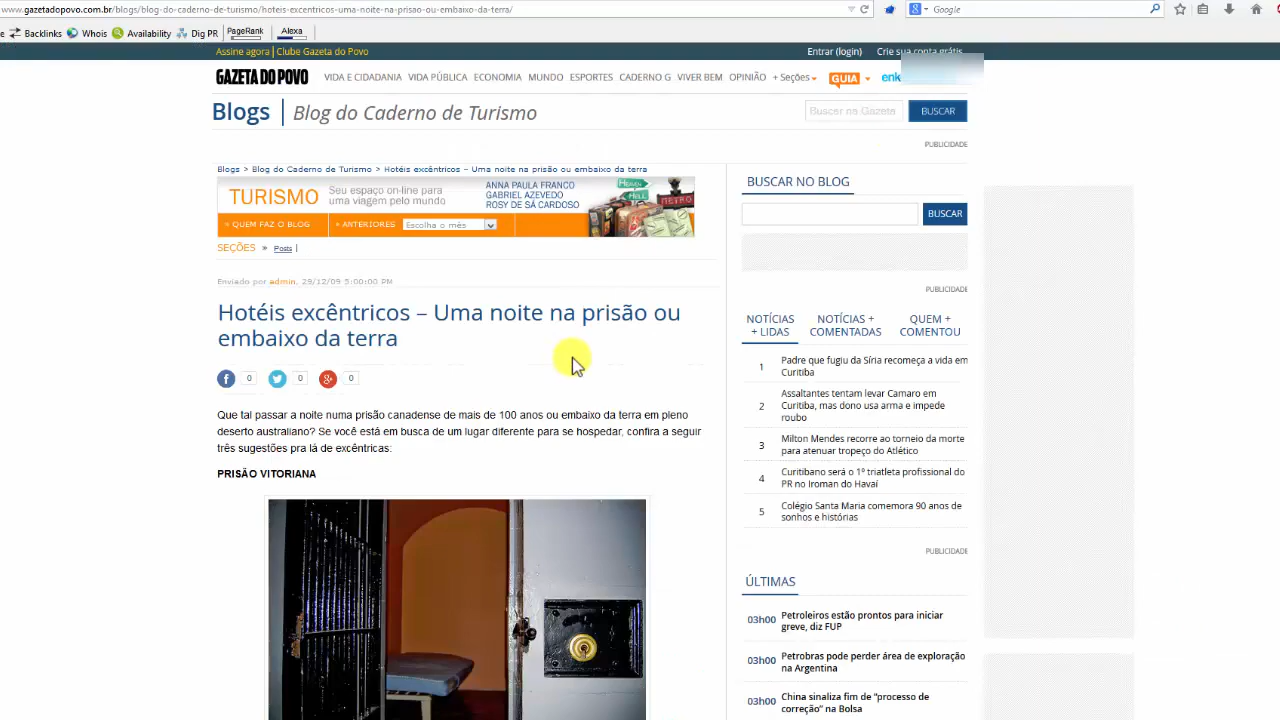 www.gazetadopovo.com.br/blogs/blog-do-caderno-de-turismo/hoteis-excentricos-uma-noite-na-prisao-ou-embaixo-da-terra/
Google
Backlinks Whois Availability Dig PR PageRank Alexa
Assine agora | Clube Gazeta do Povo
Entrar (login) Crie sua conta grátis
GAZETA DO POVO VIDA E CIDADANIA VIDA PÚBLICA ECONOMIA MUNDO ESPORTES CADERNO G VIVER BEM OPINIÃO + Seções GUIA
Blogs | Blog do Caderno de Turismo
Buscar na Gazeta BUSCAR
PUBLICIDADE
Blogs > Blog do Caderno de Turismo > Hotéis excêntricos – Uma noite na prisão ou embaixo da terra
TURISMO
Seu espaço on-line para
uma viagem pelo mundo
ANNA PAULA FRANCO
GABRIEL AZEVEDO
ROSY DE SÁ CARDOSO
HEAVEN
HELL
METPO
» QUEM FAZ O BLOG » ANTERIORES Escolha o mês
SEÇÕES » Posts |
Enviado por admin, 29/12/09 5:00:00 PM
Hotéis excêntricos – Uma noite na prisão ou
embaixo da terra
0 0 0
Que tal passar a noite numa prisão canadense de mais de 100 anos ou embaixo da terra em pleno
deserto australiano? Se você está em busca de um lugar diferente para se hospedar, confira a seguir
três sugestões pra lá de excêntricas:
PRISÃO VITORIANA
BUSCAR NO BLOG
BUSCAR
PUBLICIDADE
NOTÍCIAS
+ LIDAS
NOTÍCIAS +
COMENTADAS
QUEM +
COMENTOU
1 Padre que fugiu da Síria recomeça a vida em
Curitiba
2 Assaltantes tentam levar Camaro em
Curitiba, mas dono usa arma e impede
roubo
3 Milton Mendes recorre ao torneio da morte
para atenuar tropeço do Atlético
4 Curitibano será o 1º triatleta profissional do
PR no Iroman do Havaí
5 Colégio Santa Maria comemora 90 anos de
sonhos e histórias
PUBLICIDADE
ÚLTIMAS
03h00 Petroleiros estão prontos para iniciar
greve, diz FUP
03h00 Petrobras pode perder área de exploração
na Argentina
03h00 China sinaliza fim de “processo de
correção” na Bolsa